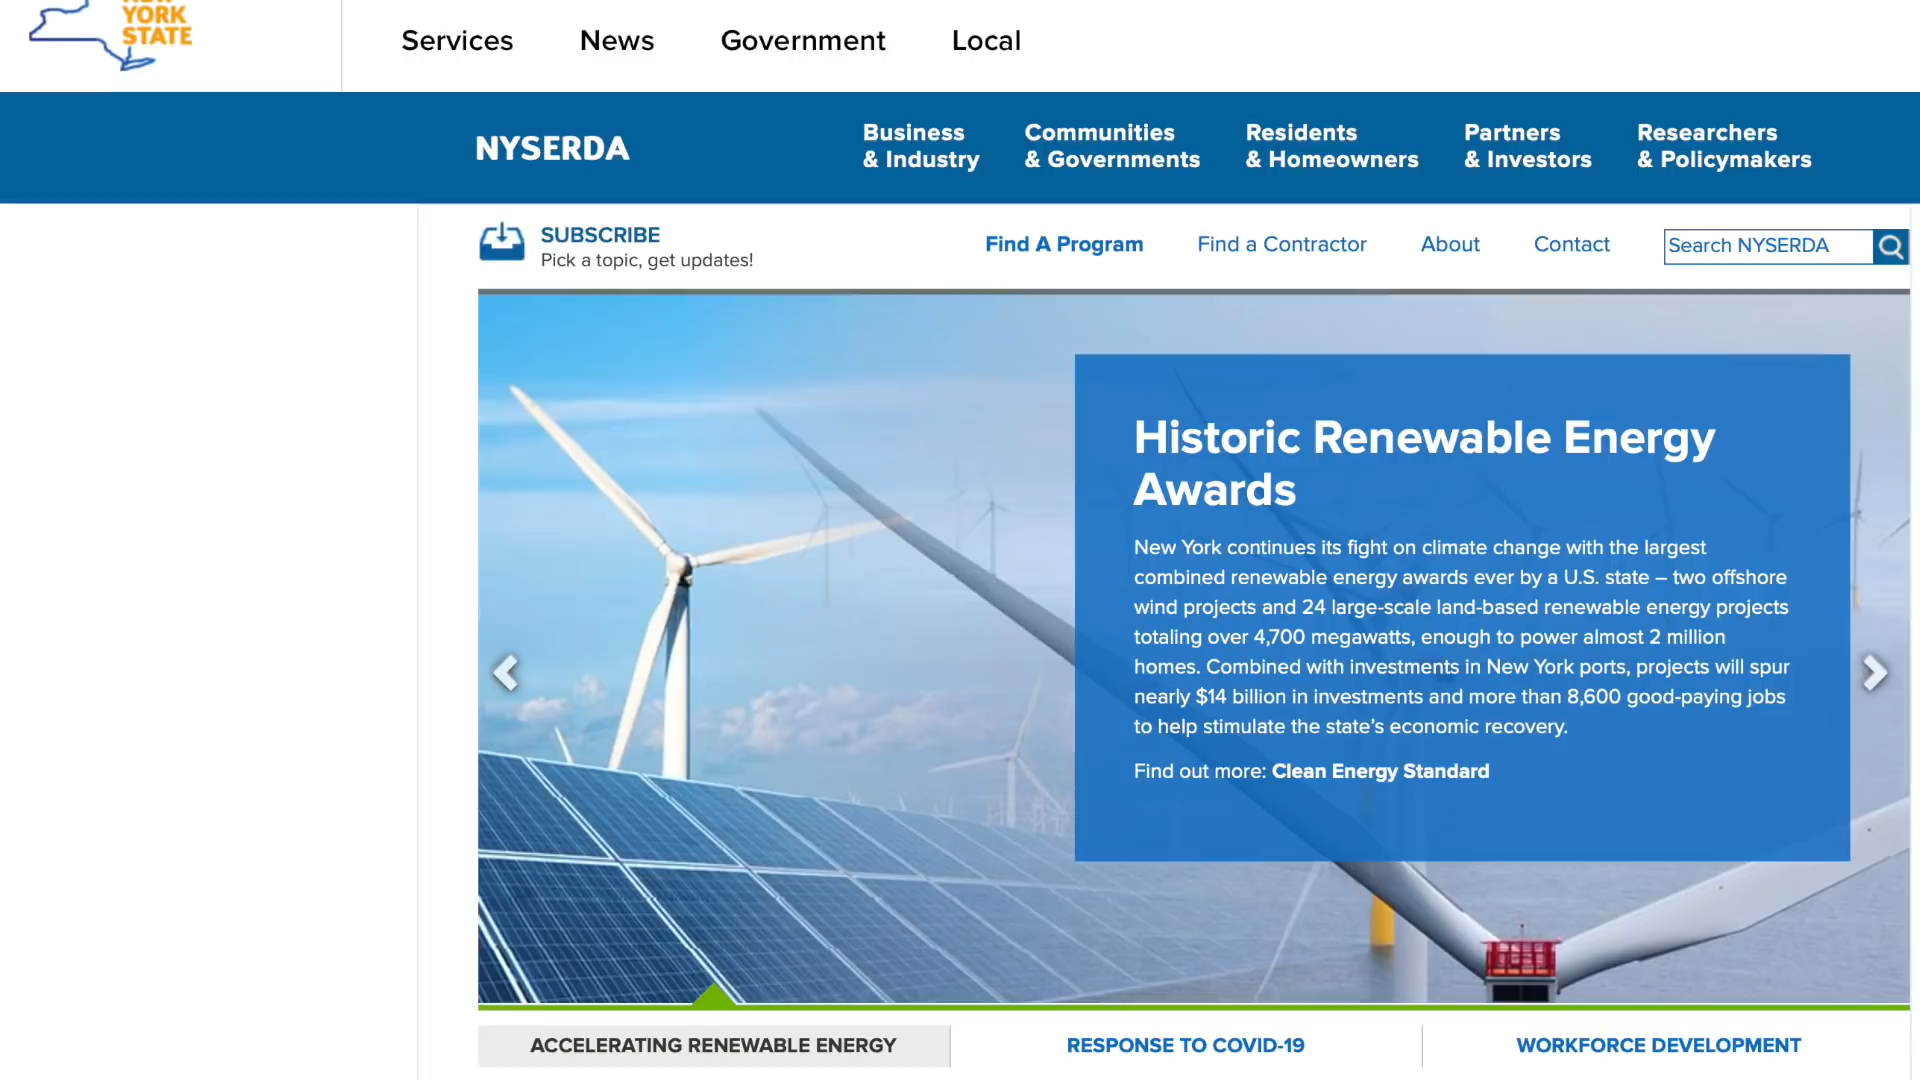 NEW
YORK
STATE
Services
News
Government
Local
NYSERDA
Business
& Industry
Communities
& Governments
Residents
& Homeowners
Partners
& Investors
Researchers
& Policymakers
SUBSCRIBE
Pick a topic, get updates!
Find A Program
Find a Contractor
About
Contact
Search NYSERDA
Historic Renewable Energy
Awards
New York continues its fight on climate change with the largest
combined renewable energy awards ever by a U.S. state – two offshore
wind projects and 24 large-scale land-based renewable energy projects
totaling over 4,700 megawatts, enough to power almost 2 million
homes. Combined with investments in New York ports, projects will spur
nearly $14 billion in investments and more than 8,600 good-paying jobs
to help stimulate the state's economic recovery.
Find out more: Clean Energy Standard
ACCELERATING RENEWABLE ENERGY
RESPONSE TO COVID-19
WORKFORCE DEVELOPMENT